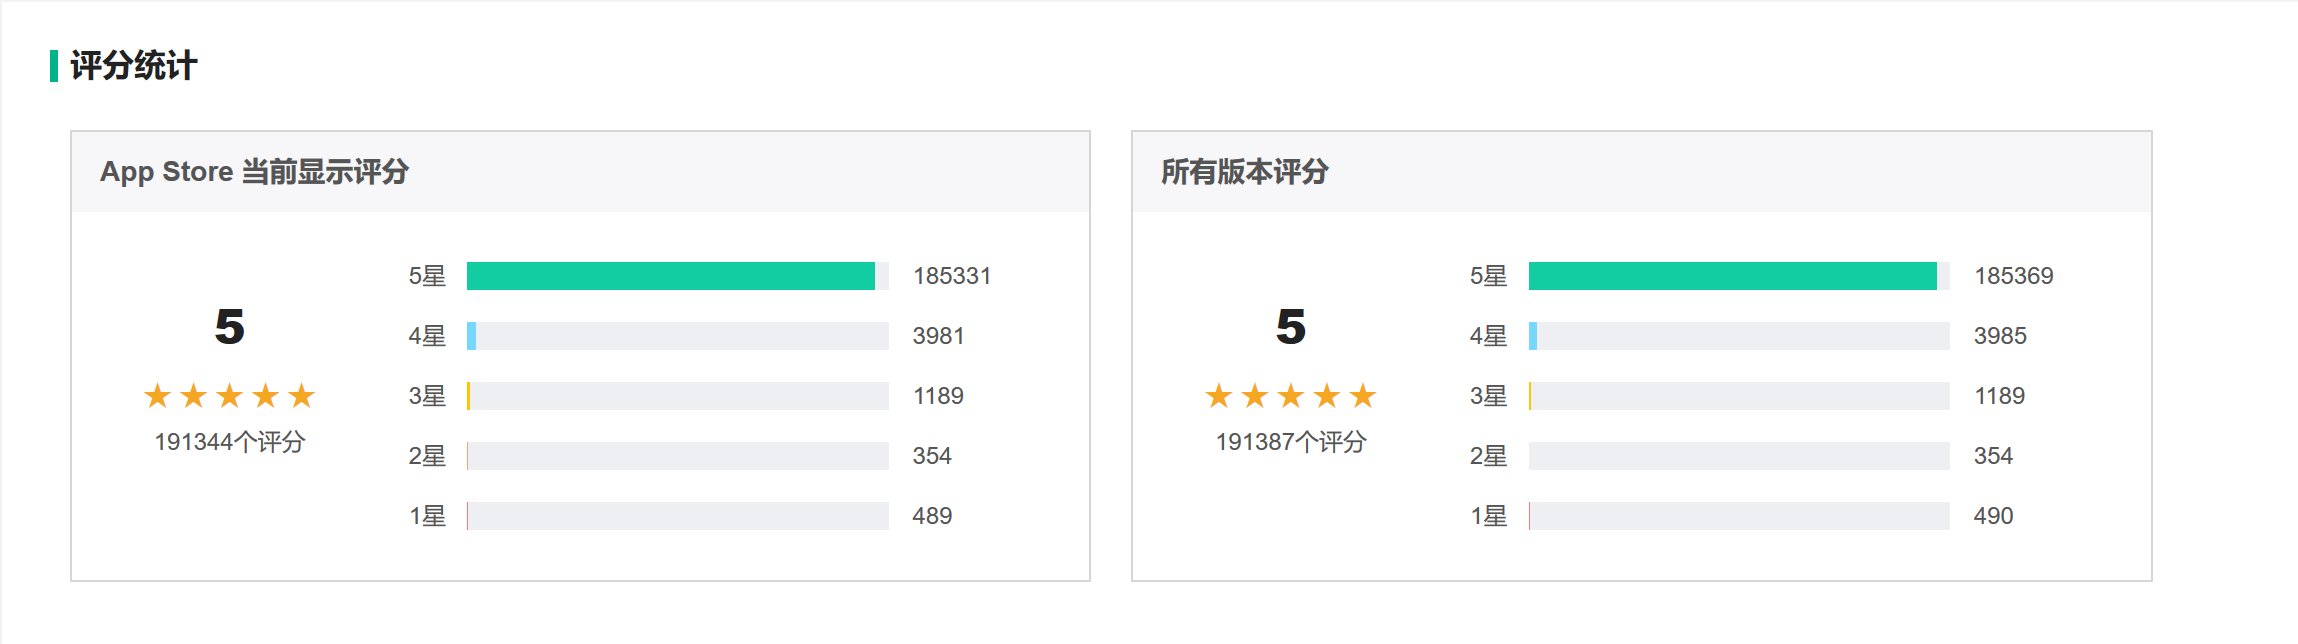 评分统计
App Store 当前显示评分
5
★★★★★
191344个评分
5星 185331
4星 3981
3星 1189
2星 354
1星 489
所有版本评分
5
★★★★★
191387个评分
5星 185369
4星 3985
3星 1189
2星 354
1星 490